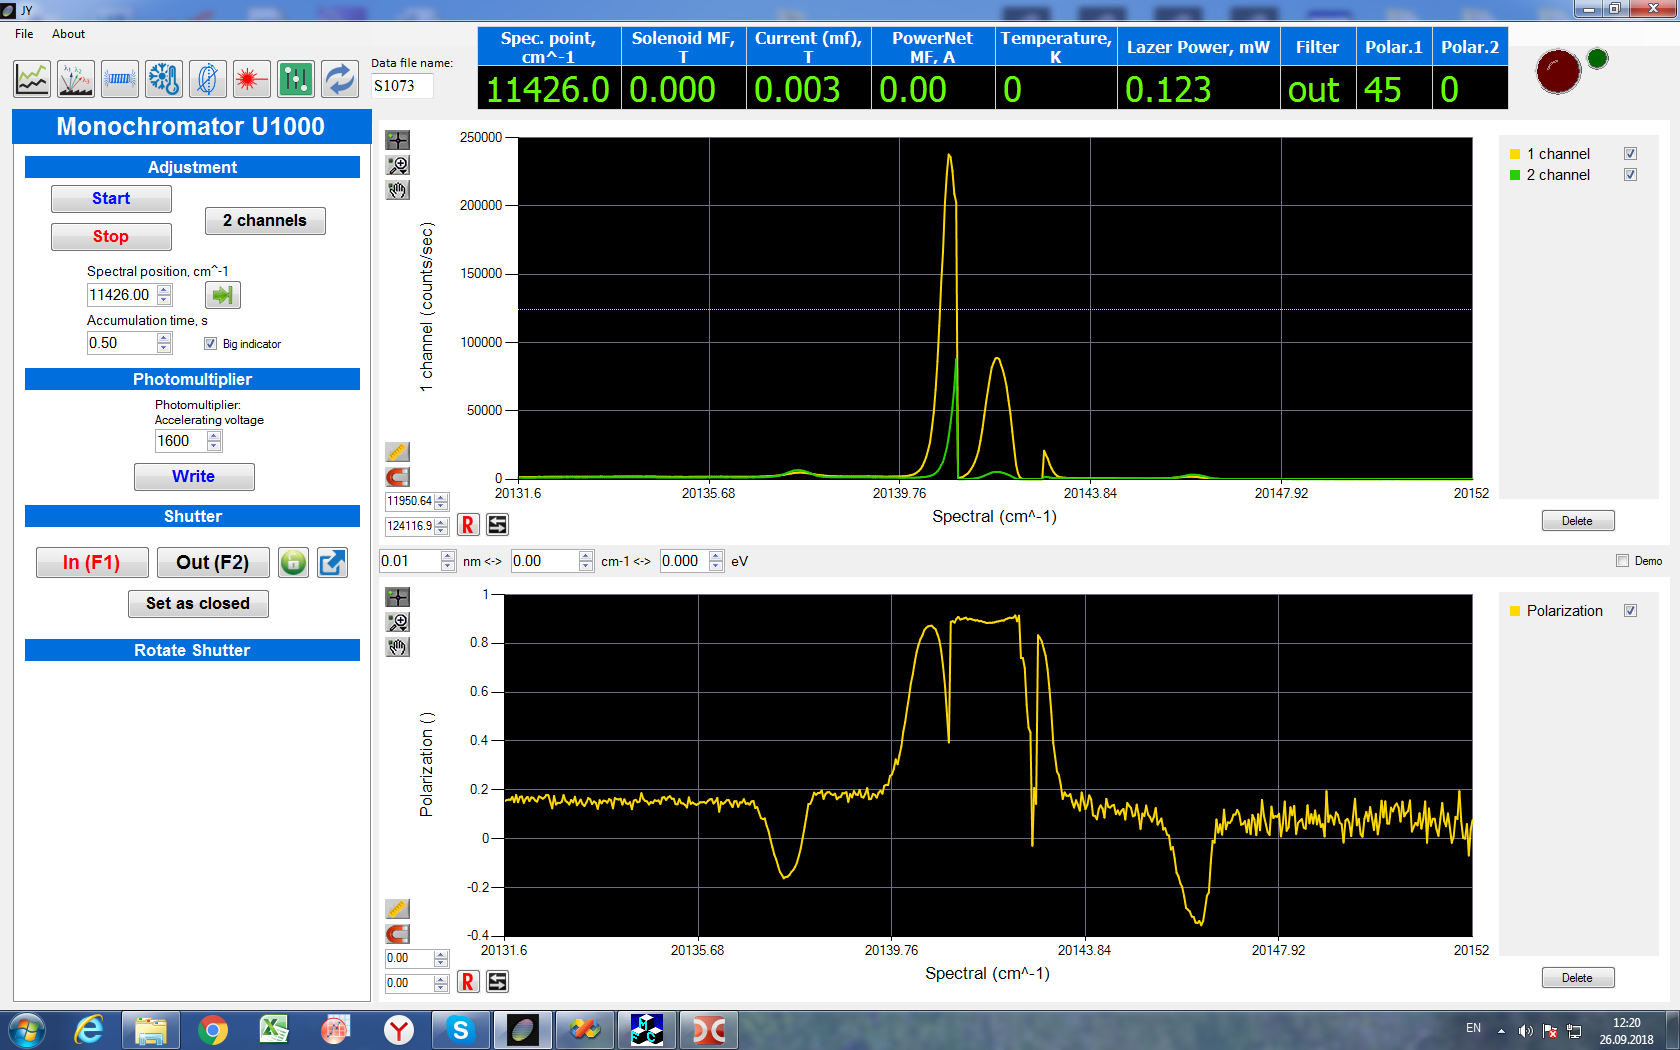 JY
File About
Data file name:
S1073
Spec. point, cm^-1
Solenoid MF, T
Current (mf), T
PowerNet MF, A
Temperature, K
Lazer Power, mW
Filter
Polar.1
Polar.2
11426.0 0.000 0.003 0.00 0 0.123 out 45 0
Monochromator U1000
Adjustment
Start
Stop
2 channels
Spectral position, cm^-1
11426.00
Accumulation time, s
0.50
Big indicator
Photomultiplier
Photomultiplier:
Accelerating voltage
1600
Write
Shutter
In (F1) Out (F2)
Set as closed
Rotate Shutter
1 channel (counts/sec)
250000
200000
150000
100000
50000
0
20131.6 20135.68 20139.76 20143.84 20147.92 20152
Spectral (cm^-1)
11950.64
124116.9
R
1 channel
2 channel
Delete
0.01 nm <-> 0.00 cm-1 <-> 0.000 eV
Demo
Polarization ()
1
0.8
0.6
0.4
0.2
0
-0.2
-0.4
20131.6 20135.68 20139.76 20143.84 20147.92 20152
Spectral (cm^-1)
0.00
0.00
R
Polarization
Delete
EN
12:20
26.09.2018